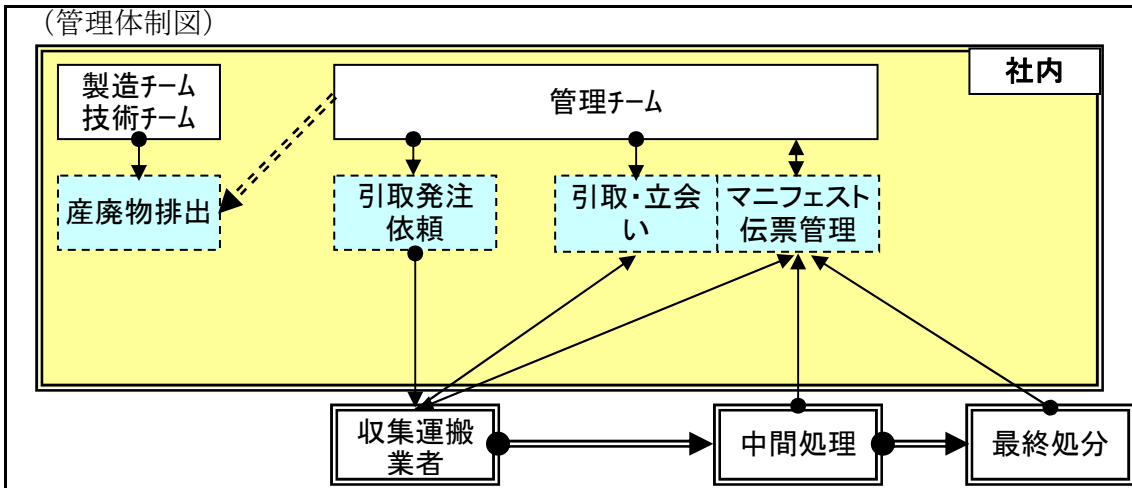 （管理体制図）
社内
製造ﾁｰﾑ
技術ﾁｰﾑ
管理ﾁｰﾑ
産廃物排出
引取発注
依頼
引取・立会
い
マニフェスト
伝票管理
収集運搬
業者
中間処理
最終処分